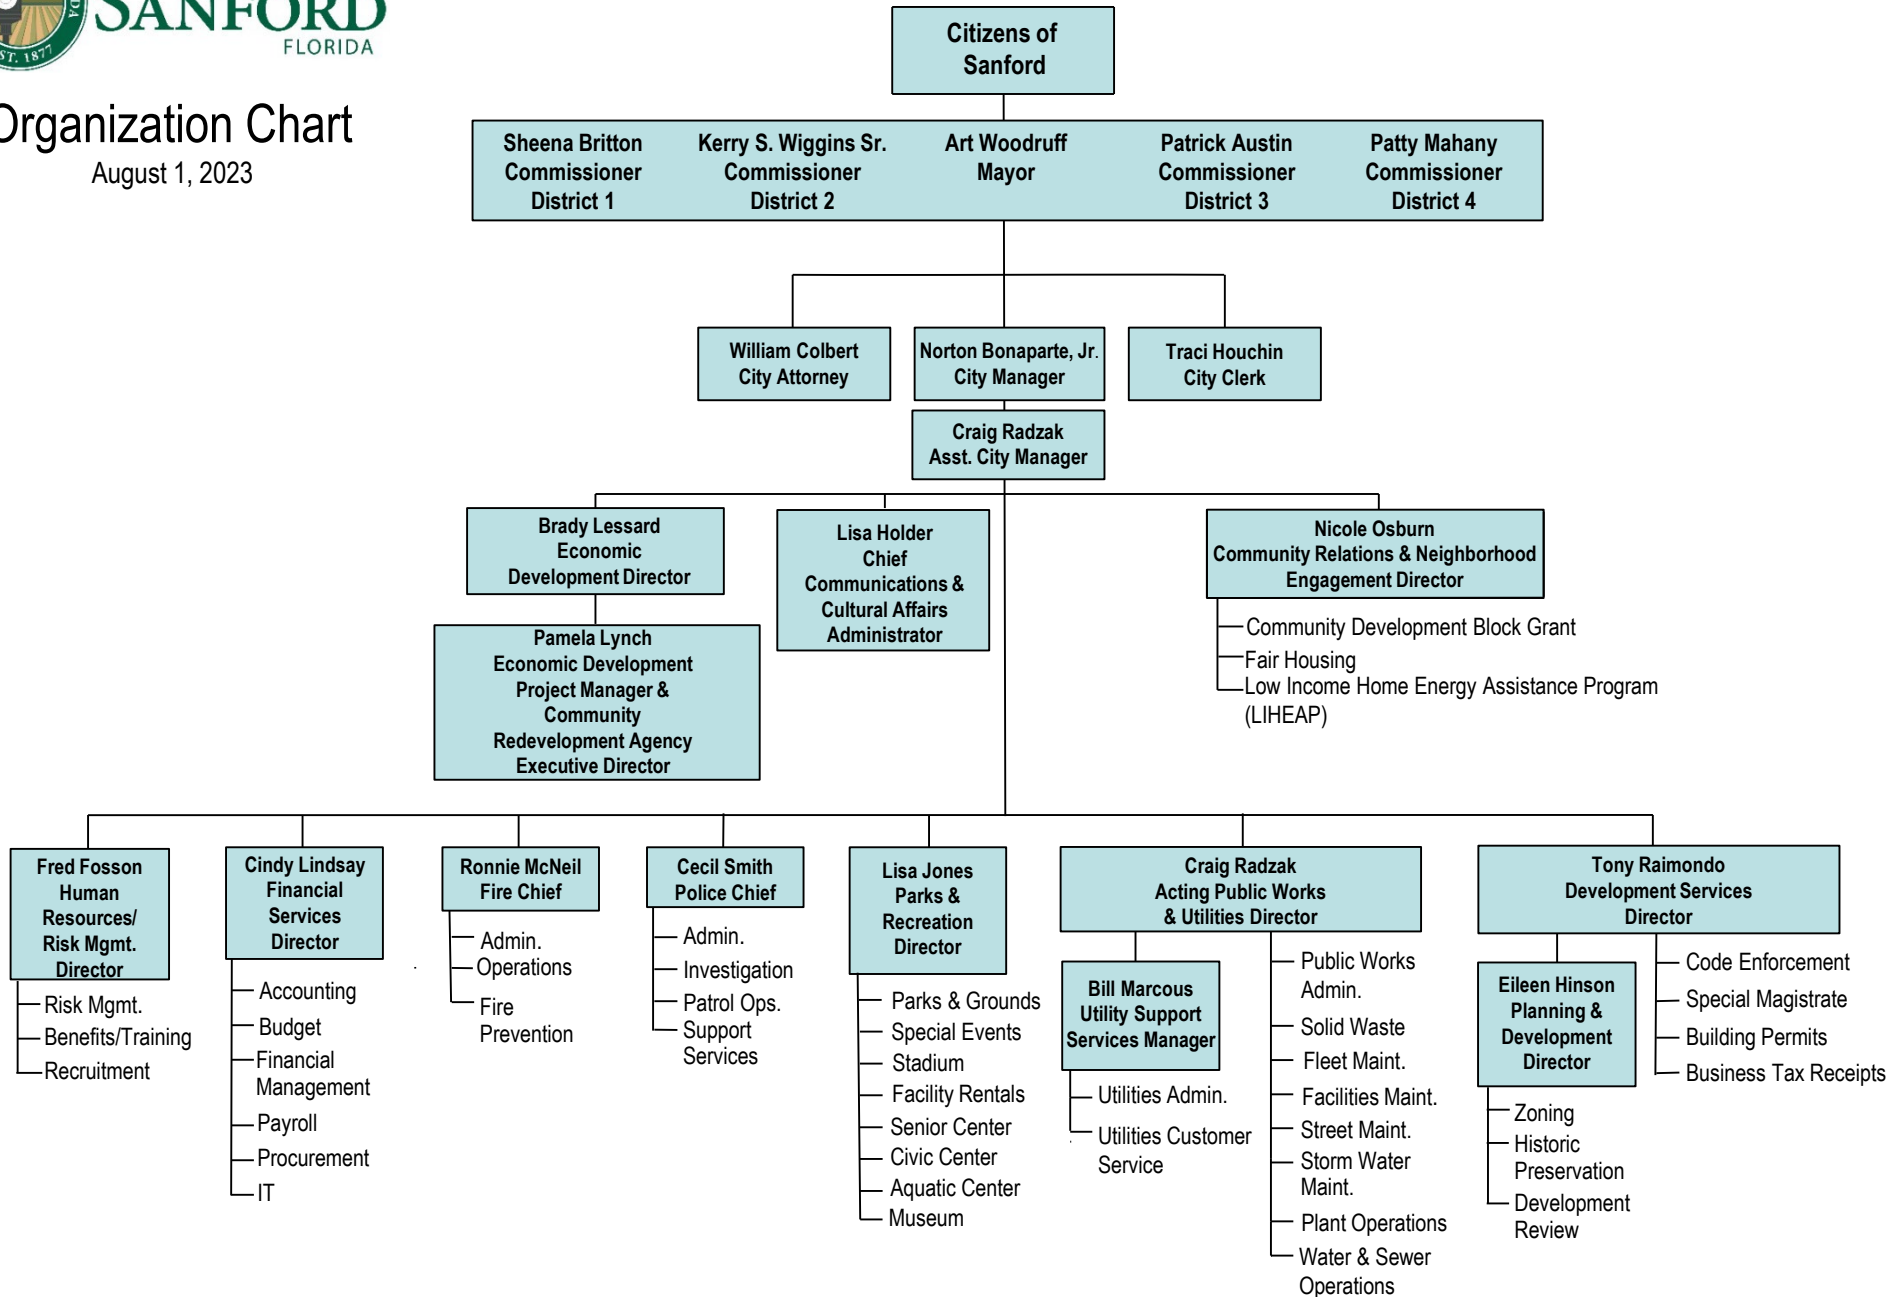 SANFORD
FLORIDA
DA
ST. 1877
Organization Chart
August 1, 2023
Citizens of
Sanford
Sheena Britton
Commissioner
District 1
Kerry S. Wiggins Sr.
Commissioner
District 2
Art Woodruff
Mayor
Patrick Austin
Commissioner
District 3
Patty Mahany
Commissioner
District 4
William Colbert
City Attorney
Norton Bonaparte, Jr.
City Manager
Traci Houchin
City Clerk
Craig Radzak
Asst. City Manager
Brady Lessard
Economic
Development Director
Pamela Lynch
Economic Development
Project Manager &
Community
Redevelopment Agency
Executive Director
Lisa Holder
Chief
Communications &
Cultural Affairs
Administrator
Nicole Osburn
Community Relations & Neighborhood
Engagement Director
Community Development Block Grant
Fair Housing
Low Income Home Energy Assistance Program
(LIHEAP)
Fred Fosson
Human
Resources/
Risk Mgmt.
Director
Risk Mgmt.
Benefits/Training
Recruitment
Cindy Lindsay
Financial
Services
Director
Accounting
Budget
Financial
Management
Payroll
Procurement
IT
Ronnie McNeil
Fire Chief
Admin.
Operations
Fire
Prevention
Cecil Smith
Police Chief
Admin.
Investigation
Patrol Ops.
Support
Services
Lisa Jones
Parks &
Recreation
Director
Parks & Grounds
Special Events
Stadium
Facility Rentals
Senior Center
Civic Center
Aquatic Center
Museum
Craig Radzak
Acting Public Works
& Utilities Director
Bill Marcous
Utility Support
Services Manager
Utilities Admin.
Utilities Customer
Service
Public Works
Admin.
Solid Waste
Fleet Maint.
Facilities Maint.
Street Maint.
Storm Water
Maint.
Plant Operations
Water & Sewer
Operations
Tony Raimondo
Development Services
Director
Eileen Hinson
Planning &
Development
Director
Zoning
Historic
Preservation
Development
Review
Code Enforcement
Special Magistrate
Building Permits
Business Tax Receipts